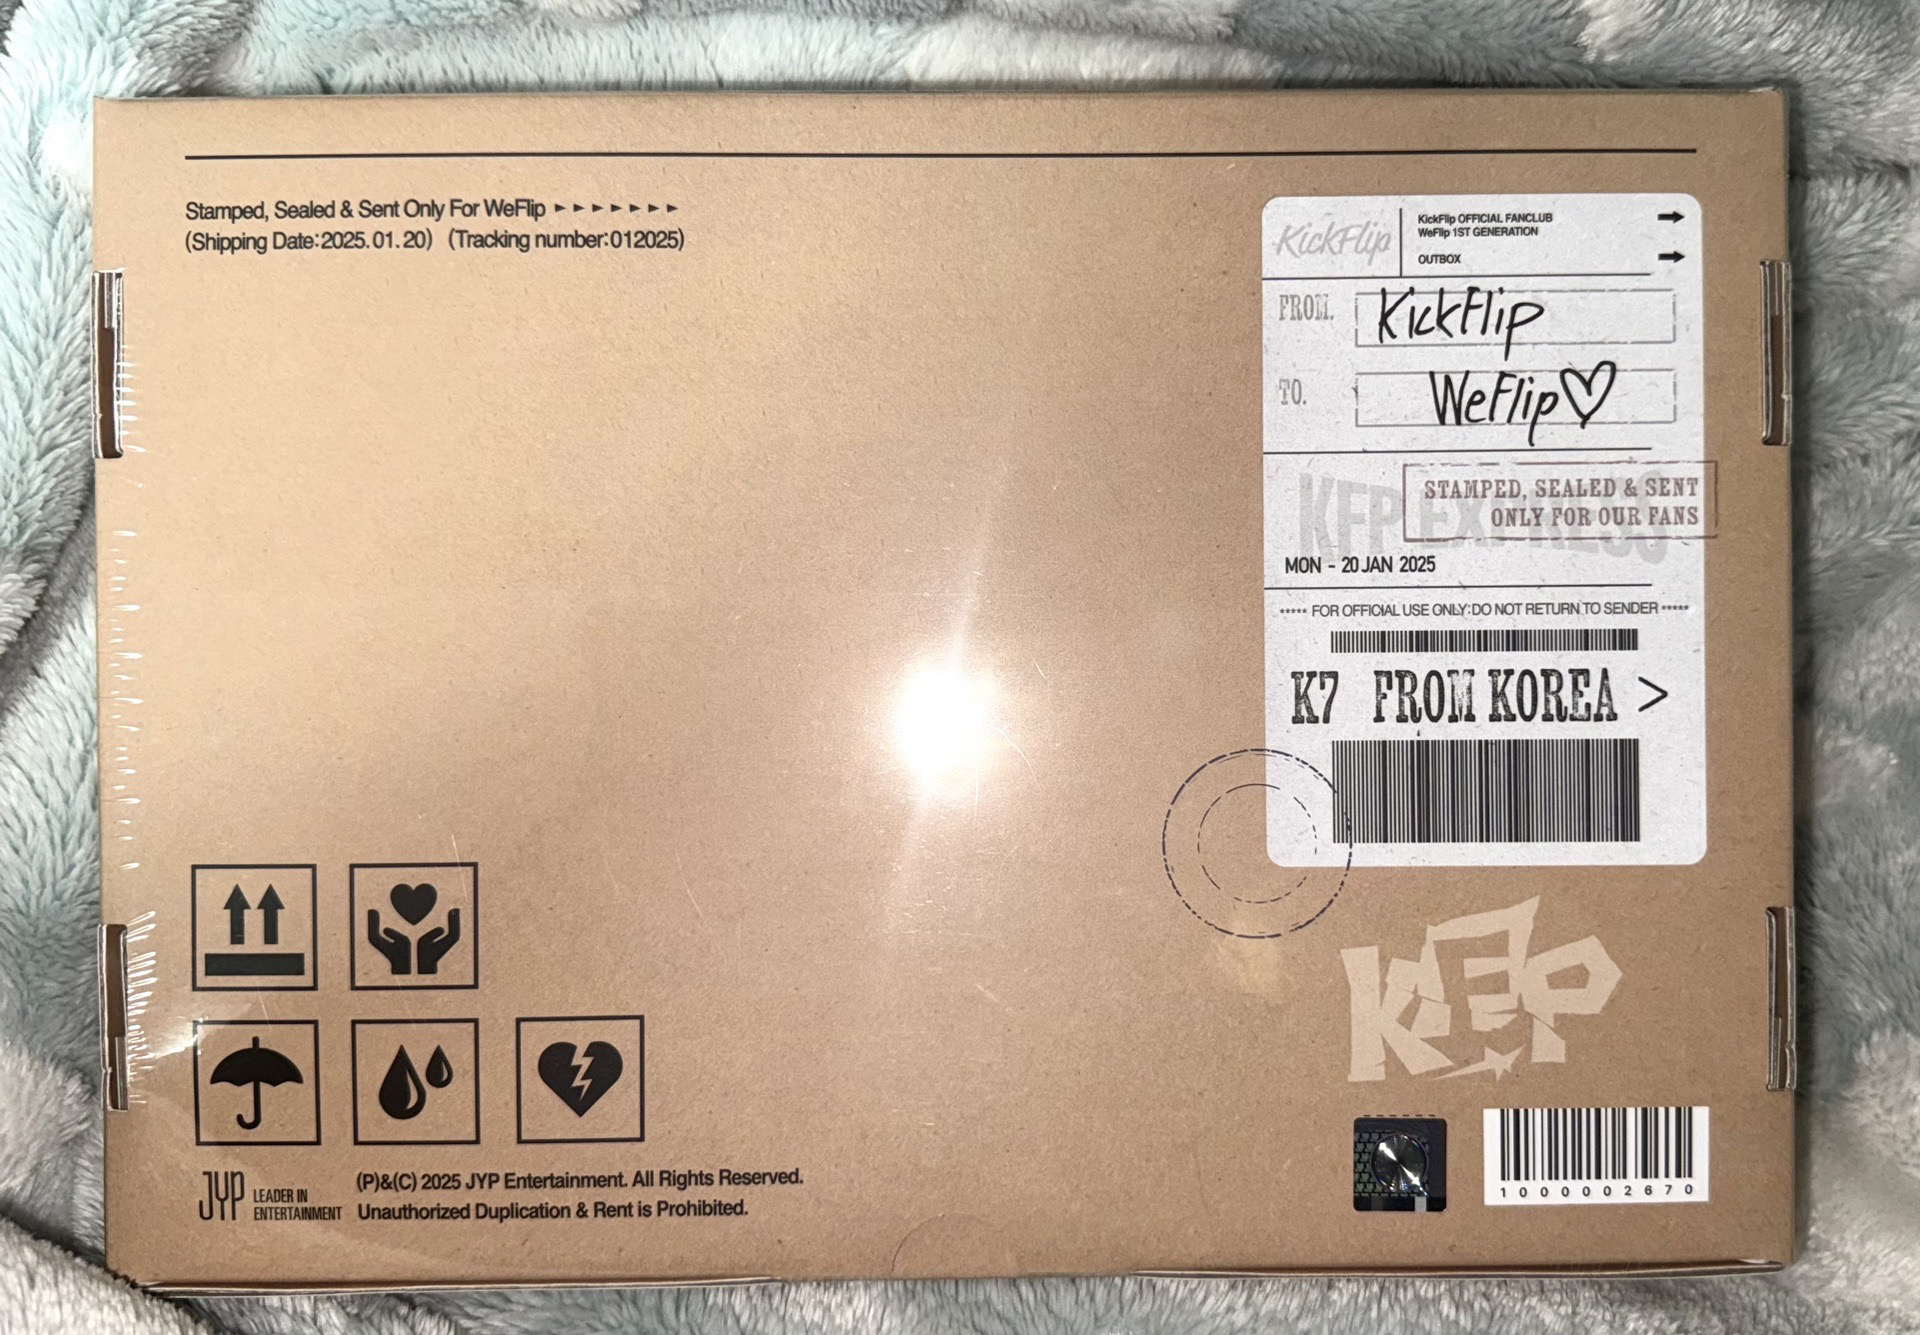 Stamped, Sealed & Sent Only For WeFlip ►►►►►►►
(Shipping Date:2025.01.20) (Tracking number:012025)
KickFlip
KickFlip OFFICIAL FANCLUB
WeFlip 1ST GENERATION
OUTBOX
FROM. KickFlip
TO. WeFlip♡
KFP EXPRESS
STAMPED, SEALED & SENT
ONLY FOR OUR FANS
MON - 20 JAN 2025
***** FOR OFFICIAL USE ONLY:DO NOT RETURN TO SENDER *****
K7 FROM KOREA >
KFP
1000002670
JYP LEADER IN
ENTERTAINMENT
(P)&(C) 2025 JYP Entertainment. All Rights Reserved.
Unauthorized Duplication & Rent is Prohibited.